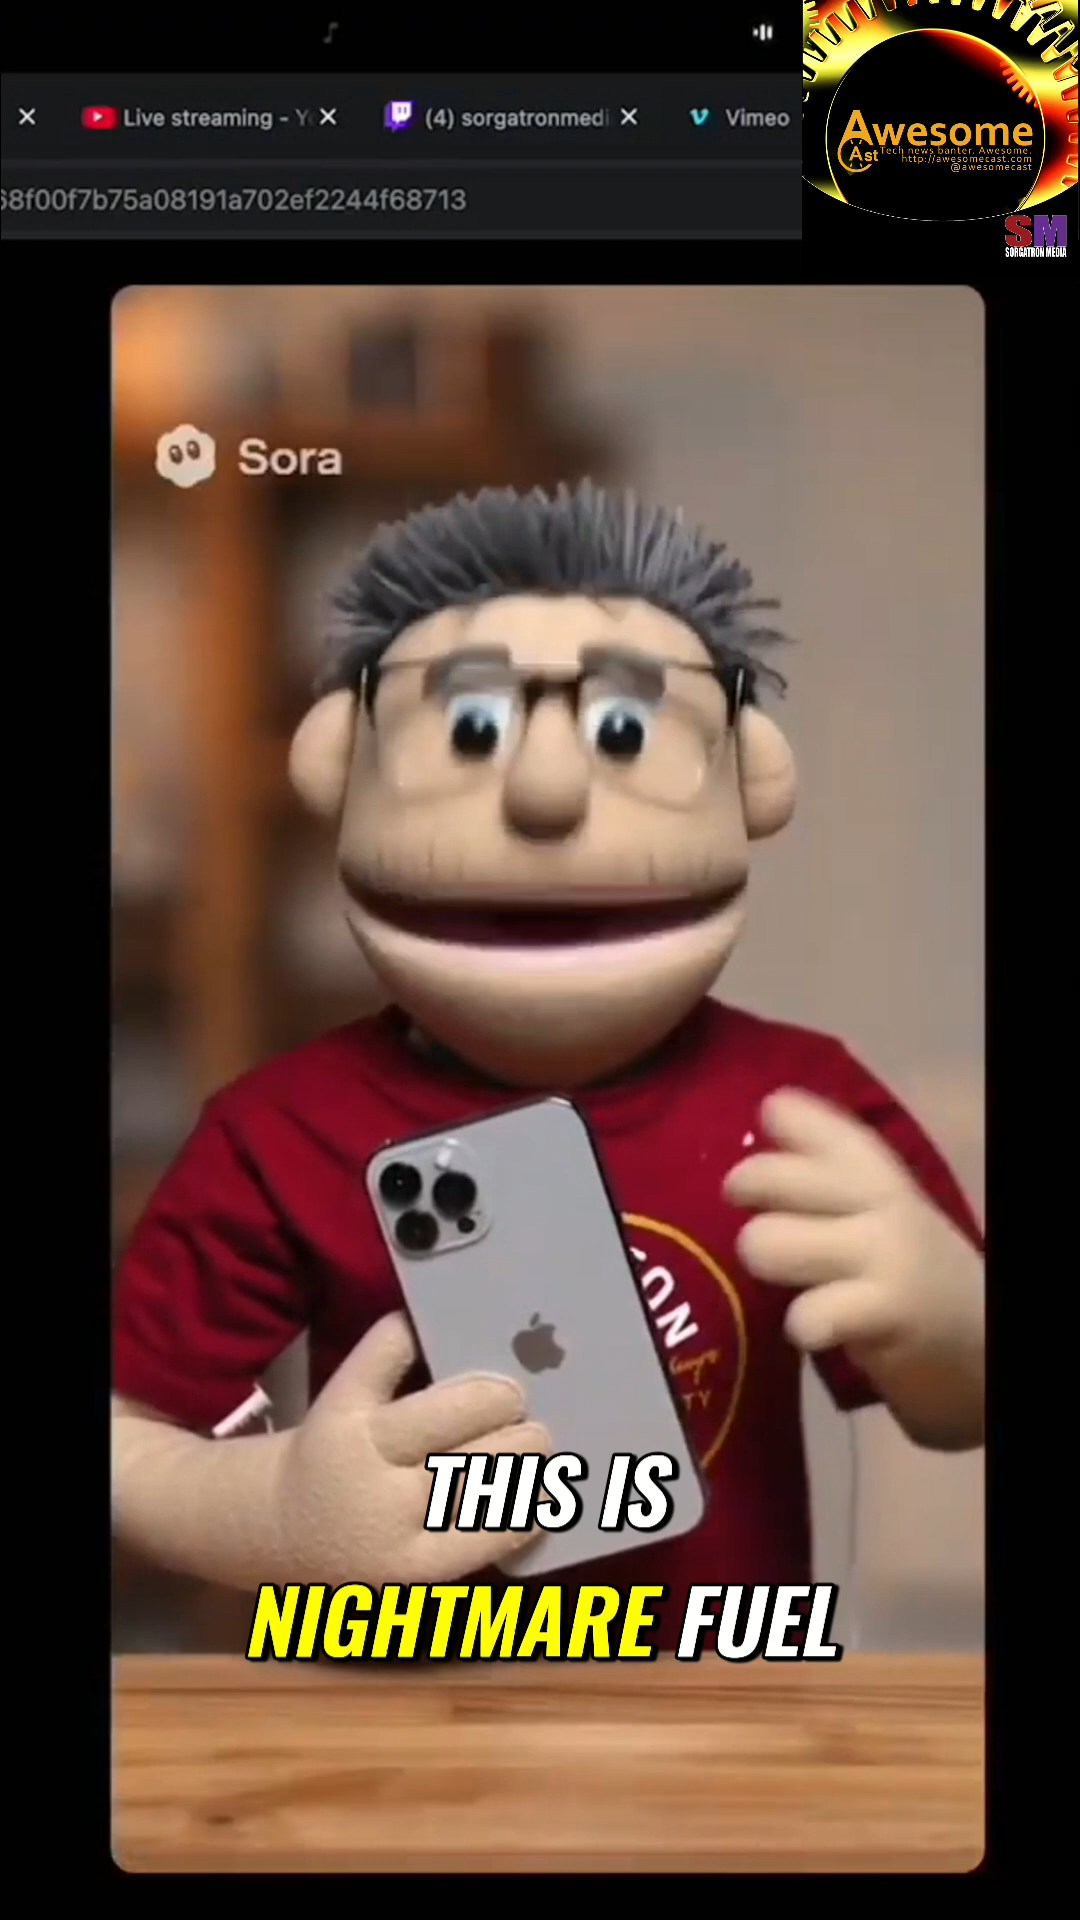 Live streaming - Y
(4) sorgatronmedi
Vimeo
68f00f7b75a08191a702ef2244f68713
Awesome
Ast
Tech news banter. Awesome.
http://awesomecast.com
@awesomecast
SM
SORGATRON MEDIA
Sora
THIS IS
NIGHTMARE FUEL